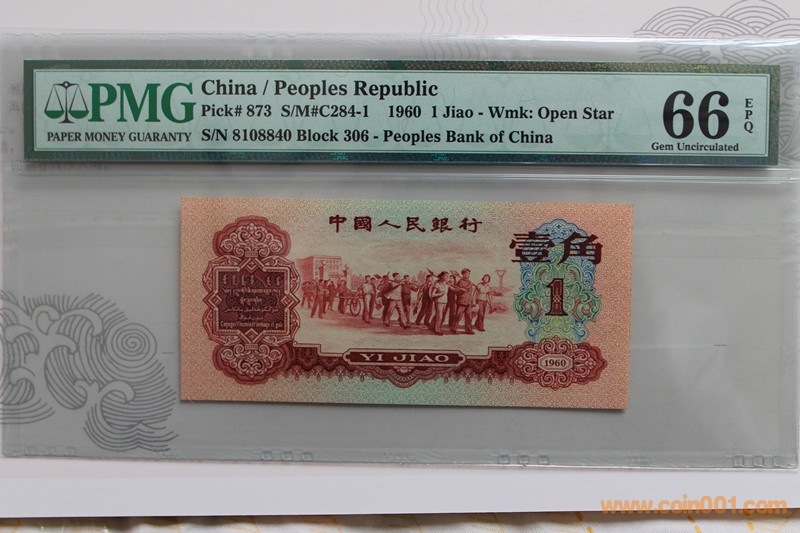 PMG
PAPER MONEY GUARANTY
China / Peoples Republic
Pick# 873 S/M#C284-1 1960 1 Jiao - Wmk: Open Star
S/N 8108840 Block 306 - Peoples Bank of China
66 EPQ
Gem Uncirculated
中國人民銀行
壹角
1
YI JIAO
1960
www.coin001.com